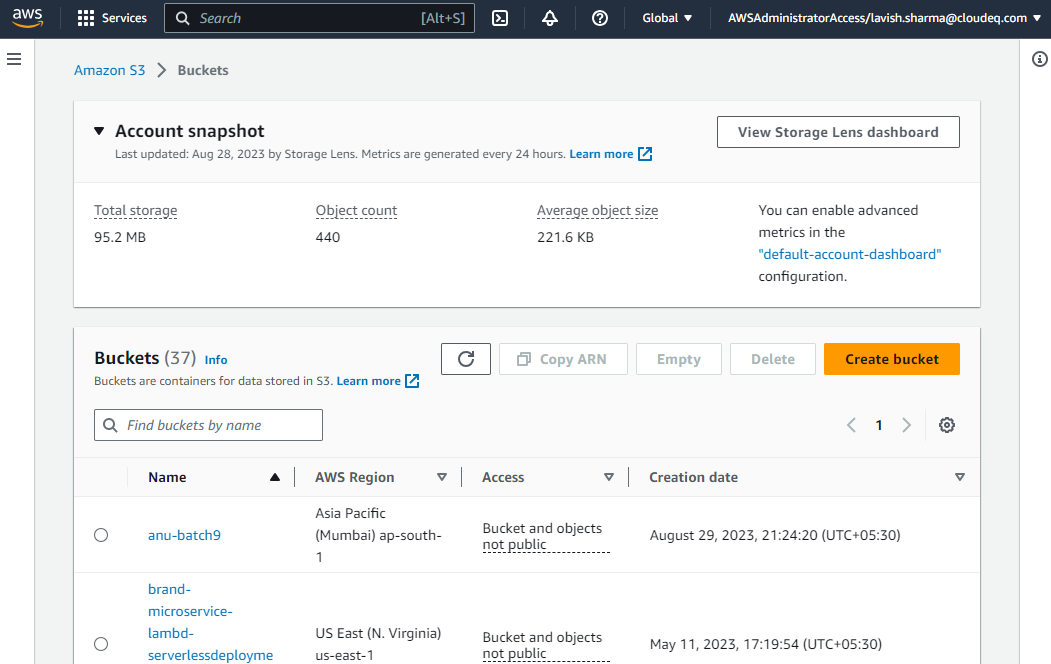 aws
Services
Search [Alt+S]
Global ▼
AWSAdministratorAccess/lavish.sharma@cloudeq.com ▼
Amazon S3 > Buckets
▼ Account snapshot
View Storage Lens dashboard
Last updated: Aug 28, 2023 by Storage Lens. Metrics are generated every 24 hours. Learn more
Total storage
95.2 MB
Object count
440
Average object size
221.6 KB
You can enable advanced
metrics in the
"default-account-dashboard"
configuration.
Buckets (37) Info
Buckets are containers for data stored in S3. Learn more
Copy ARN
Empty
Delete
Create bucket
Find buckets by name
< 1 >
Name ▲ AWS Region ▽ Access ▽ Creation date ▽
anu-batch9
Asia Pacific
(Mumbai) ap-south-
1
Bucket and objects
not public
August 29, 2023, 21:24:20 (UTC+05:30)
brand-
microservice-
lambd-
serverlessdeployme
US East (N. Virginia)
us-east-1
Bucket and objects
not public
May 11, 2023, 17:19:54 (UTC+05:30)